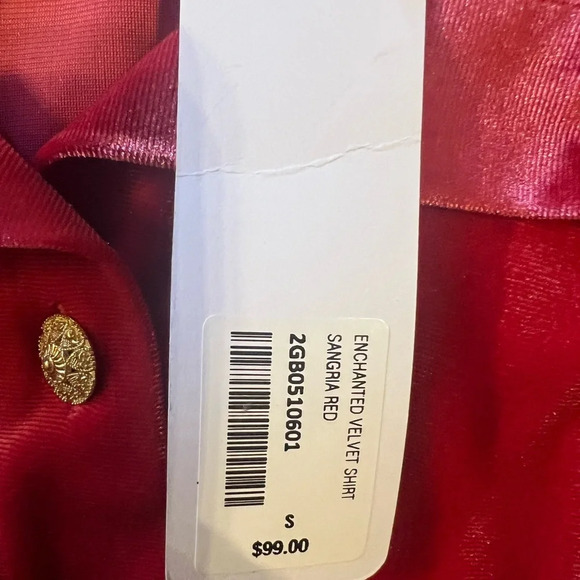 ENCHANTED VELVET SHIRT
SANGRIA RED
2GB0510601
S
$99.00